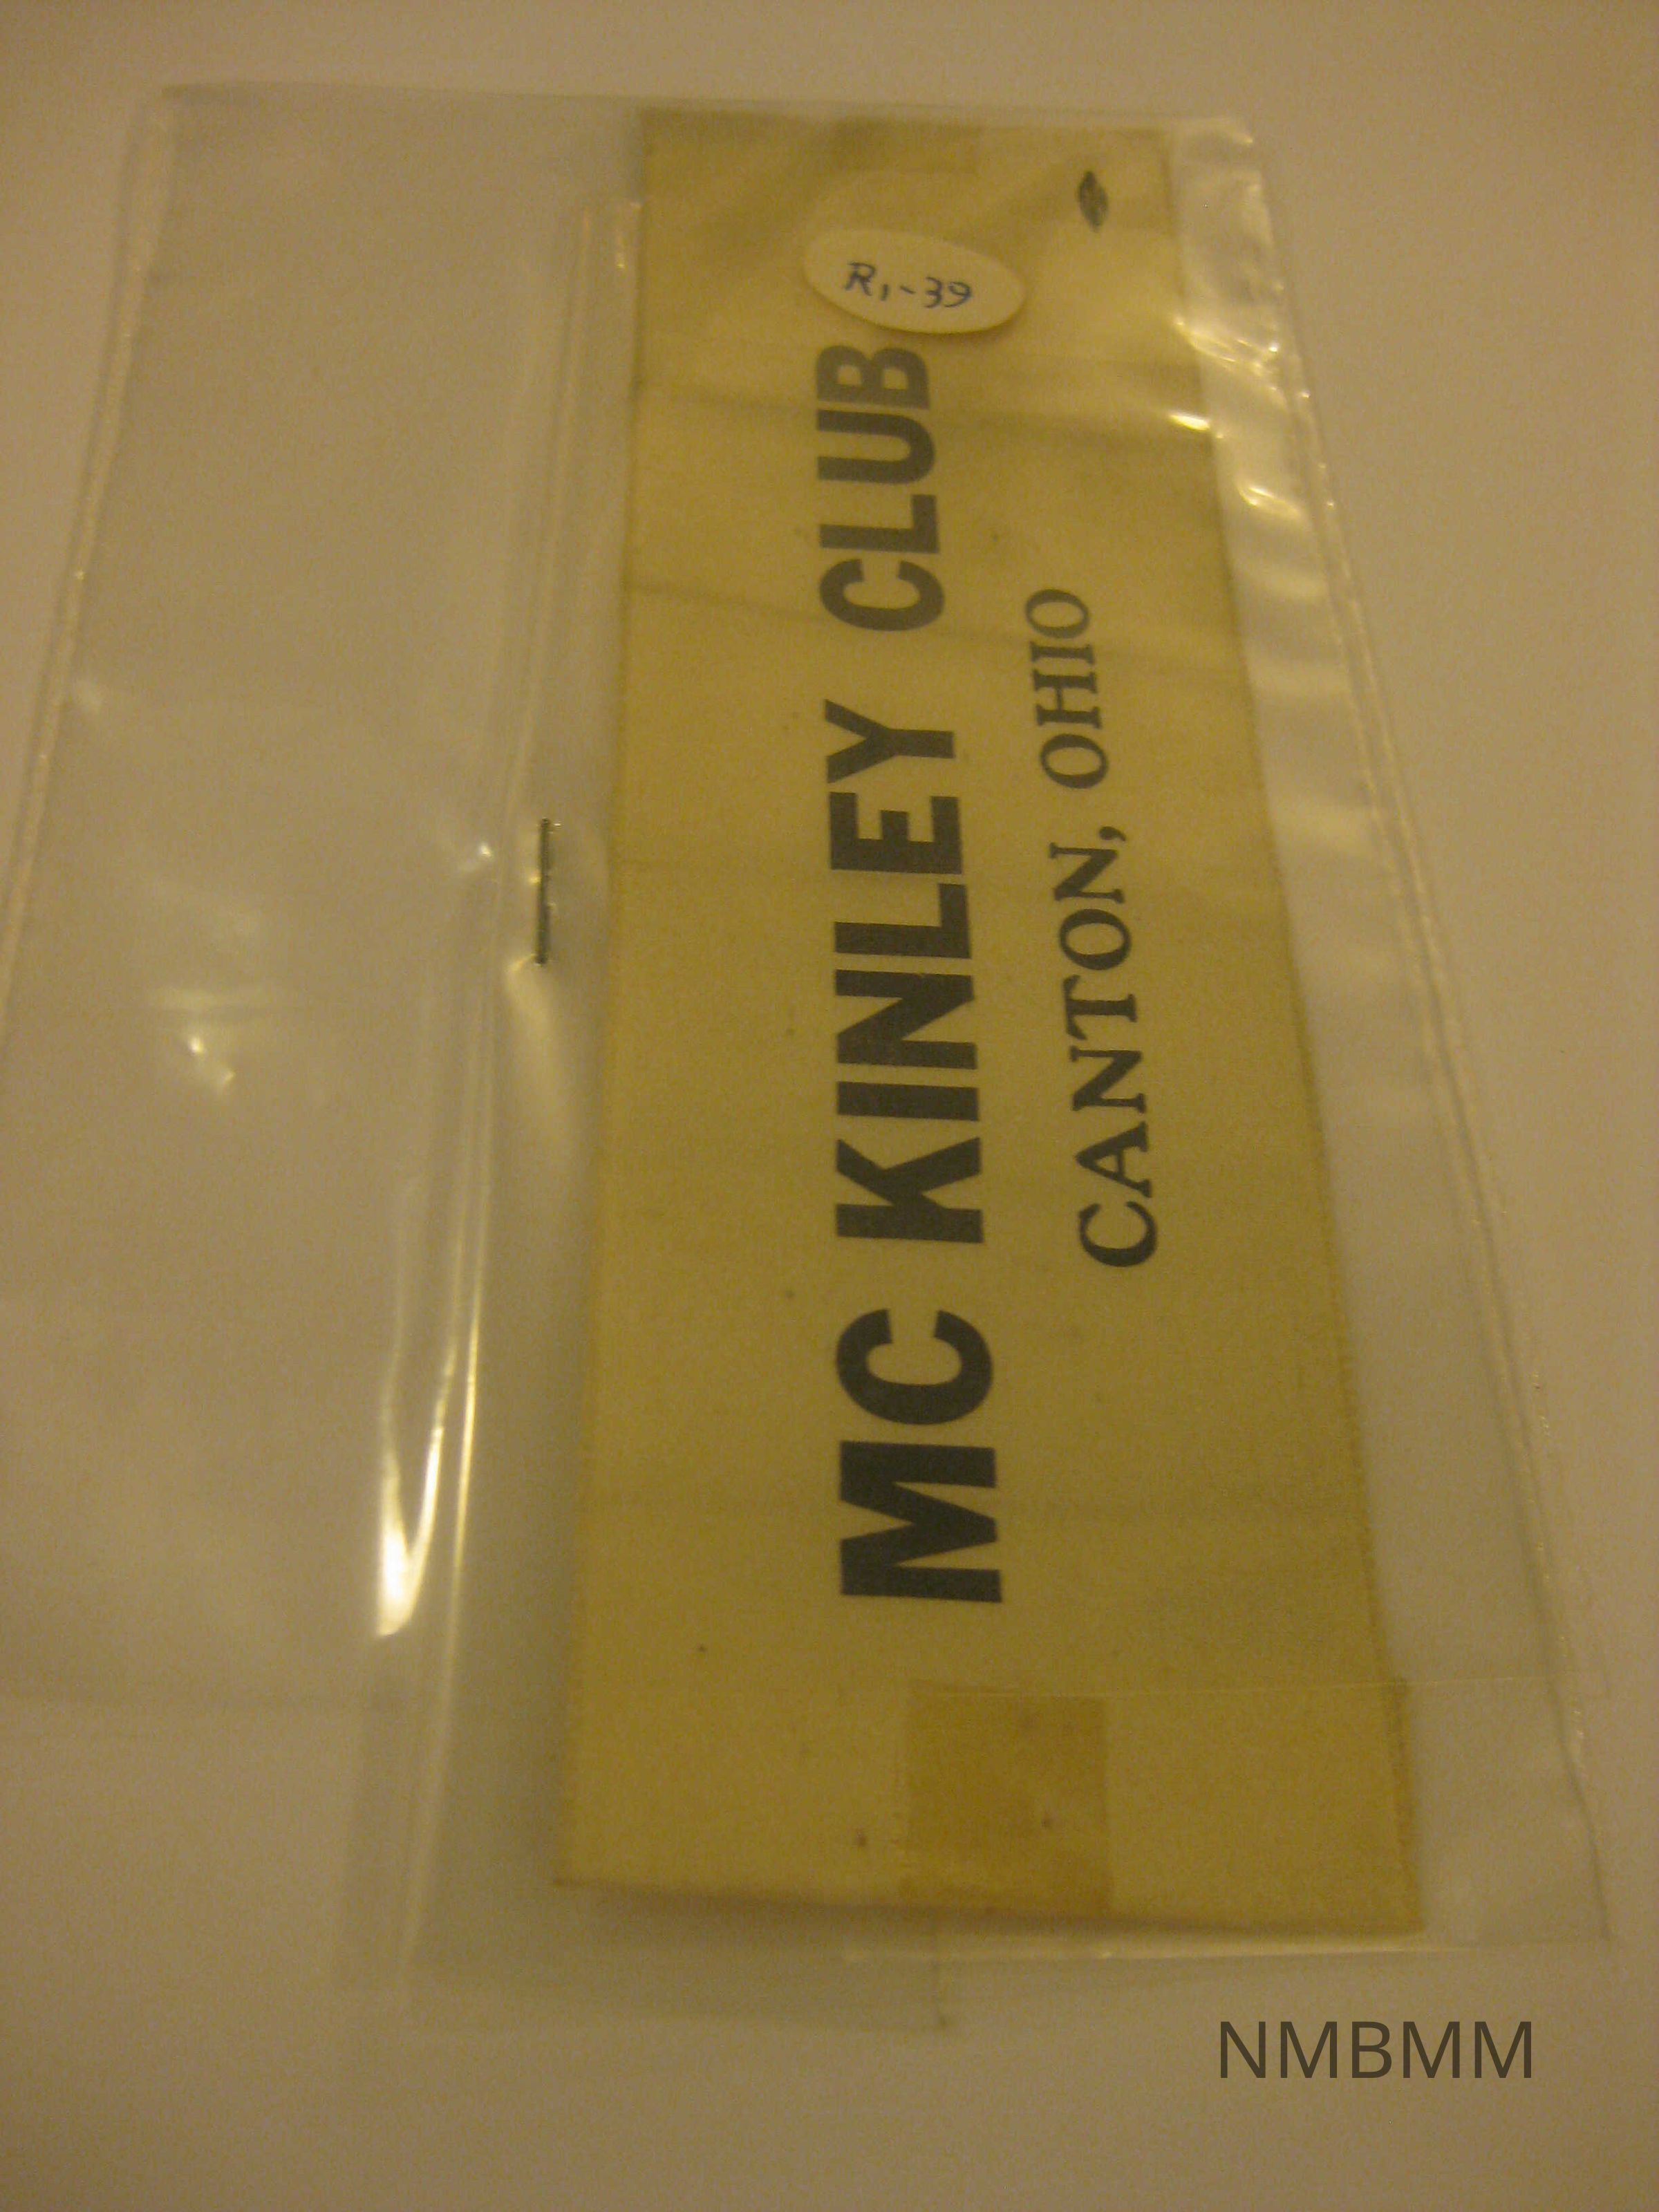 R1-39
MC KINLEY CLUB
CANTON, OHIO
NMBMM